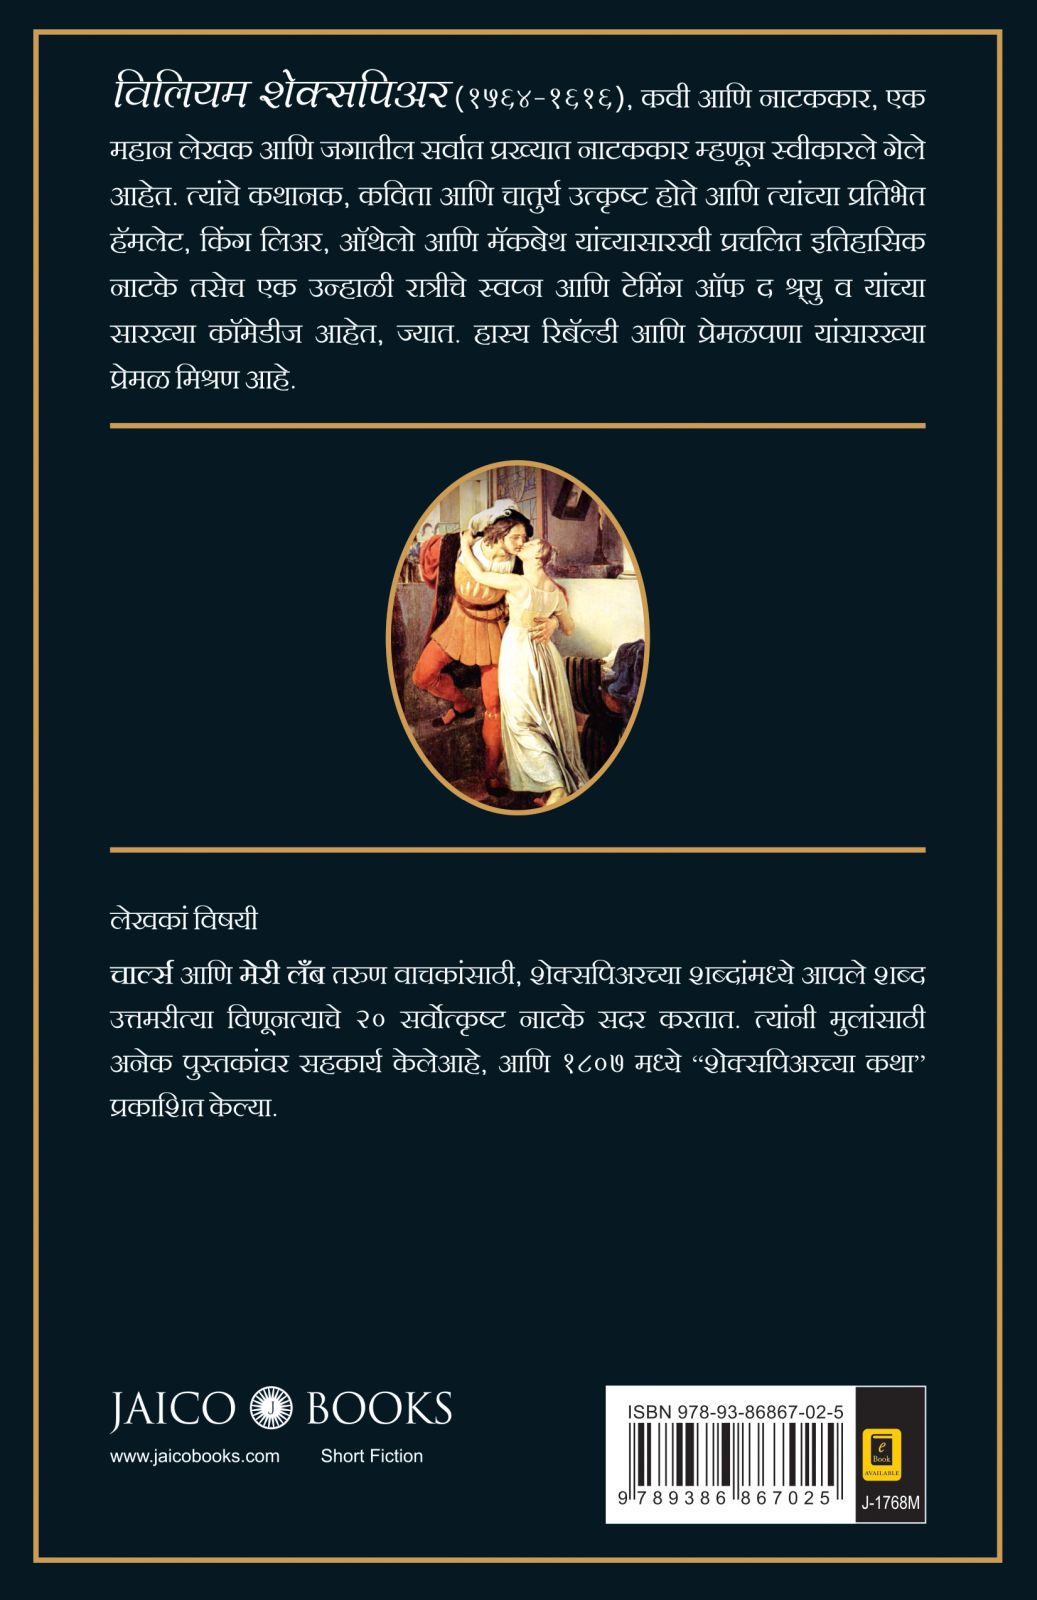 विलियम शेक्सपिअर (१५६४-१६१६), कवी आणि नाटककार, एक
महान लेखक आणि जगातील सर्वात प्रख्यात नाटककार म्हणून स्वीकारले गेले
आहेत. त्यांचे कथानक, कविता आणि चातुर्य उत्कृष्ट होते आणि त्यांच्या प्रतिभेत
हॅमलेट, किंग लिअर, ऑथेलो आणि मॅकबेथ यांच्यासारखी प्रचलित इतिहासिक
नाटके तसेच एक उन्हाळी रात्रीचे स्वप्न आणि टेमिंग ऑफ द श्र्यु व यांच्या
सारख्या कॉमेडीज आहेत, ज्यात. हास्य रिबॅल्डी आणि प्रेमळपणा यांसारख्या
प्रेमळ मिश्रण आहे.
लेखकां विषयी
चार्ल्स आणि मेरी लँब तरुण वाचकांसाठी, शेक्सपिअरच्या शब्दांमध्ये आपले शब्द
उत्तमरीत्या विणूनत्याचे २० सर्वोत्कृष्ट नाटके सदर करतात. त्यांनी मुलांसाठी
अनेक पुस्तकांवर सहकार्य केलेआहे, आणि १८०७ मध्ये “शेक्सपिअरच्या कथा”
प्रकाशित केल्या.
JAICO J BOOKS
www.jaicobooks.com Short Fiction
ISBN 978-93-86867-02-5
9 789386 867025
e
Book
AVAILABLE
J-1768M